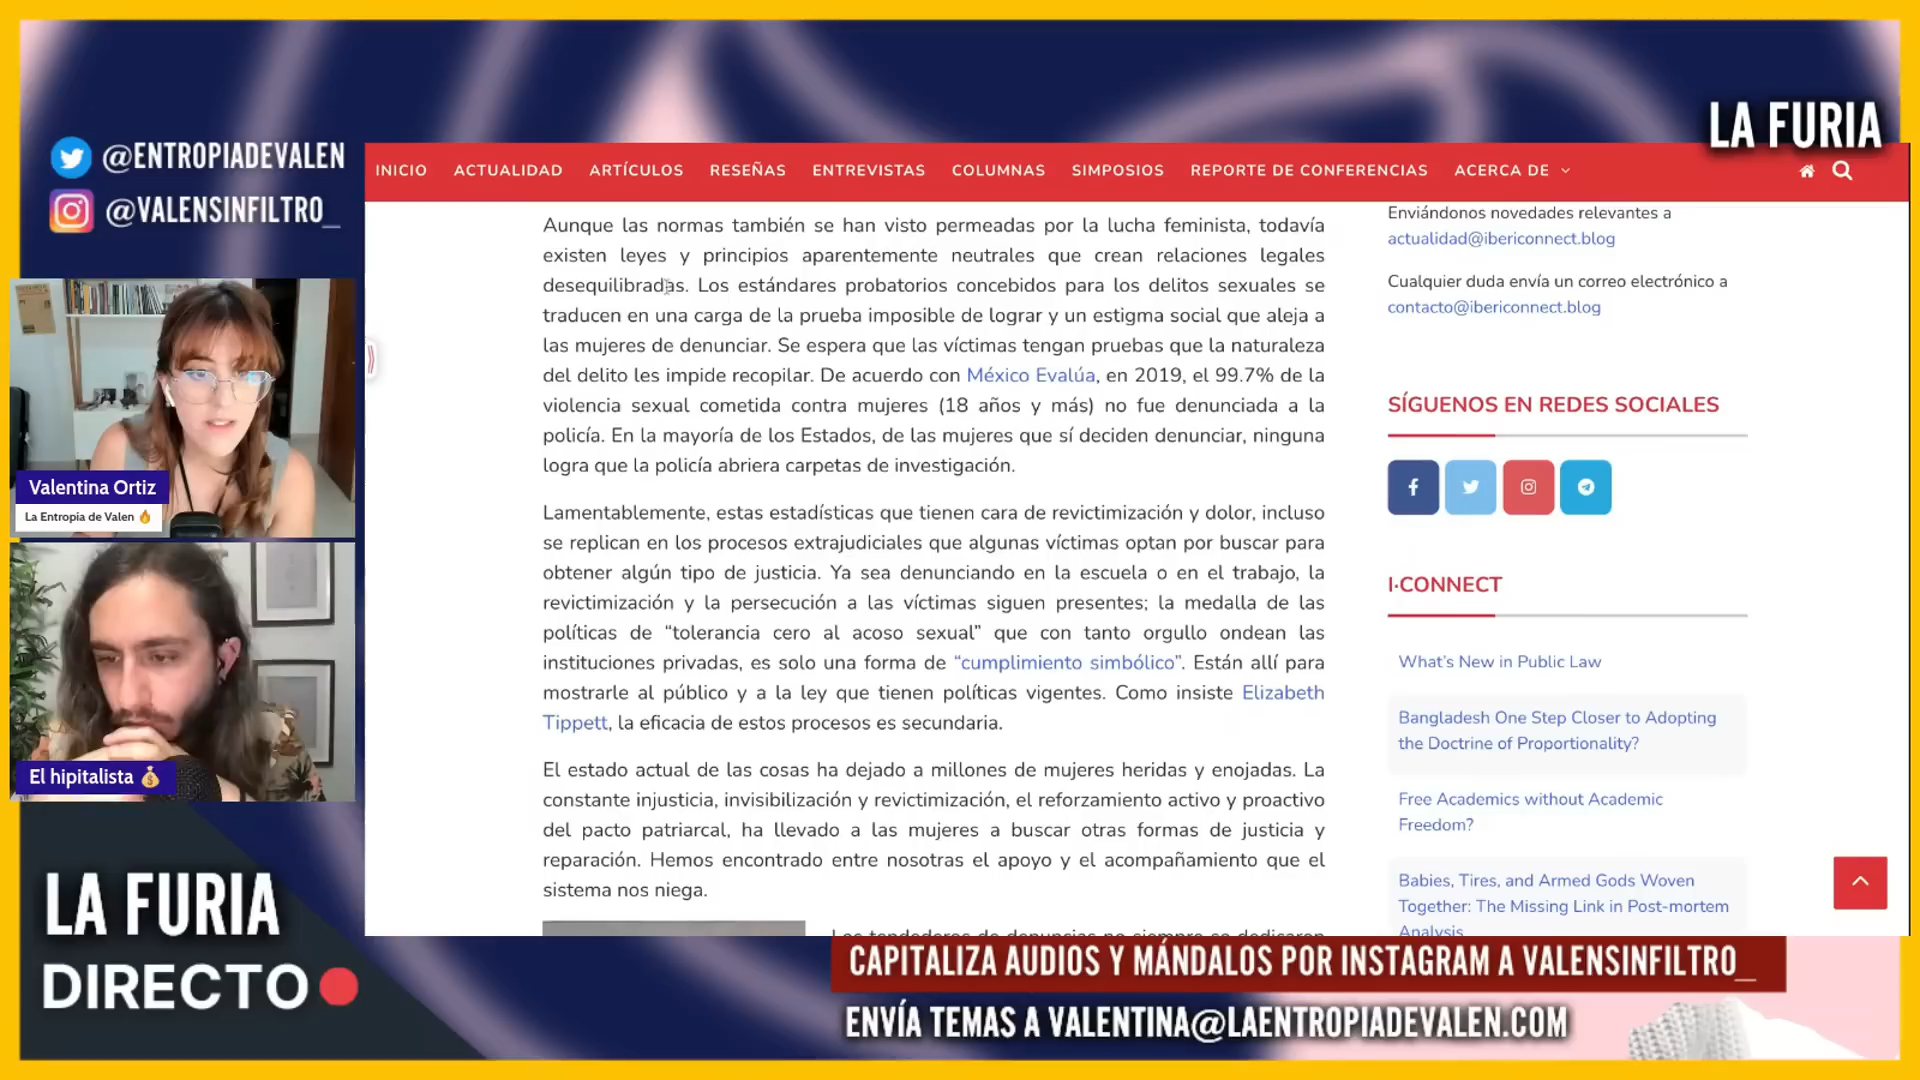 LA FURIA
@ENTROPIADEVALEN
@VALENSINFILTRO_
INICIO ACTUALIDAD ARTÍCULOS RESEÑAS ENTREVISTAS COLUMNAS SIMPOSIOS REPORTE DE CONFERENCIAS ACERCA DE
Aunque las normas también se han visto permeadas por la lucha feminista, todavía
existen leyes y principios aparentemente neutrales que crean relaciones legales
desequilibradas. Los estándares probatorios concebidos para los delitos sexuales se
traducen en una carga de la prueba imposible de lograr y un estigma social que aleja a
las mujeres de denunciar. Se espera que las víctimas tengan pruebas que la naturaleza
del delito les impide recopilar. De acuerdo con México Evalúa, en 2019, el 99.7% de la
violencia sexual cometida contra mujeres (18 años y más) no fue denunciada a la
policía. En la mayoría de los Estados, de las mujeres que sí deciden denunciar, ninguna
logra que la policía abriera carpetas de investigación.
Lamentablemente, estas estadísticas que tienen cara de revictimización y dolor, incluso
se replican en los procesos extrajudiciales que algunas víctimas optan por buscar para
obtener algún tipo de justicia. Ya sea denunciando en la escuela o en el trabajo, la
revictimización y la persecución a las víctimas siguen presentes; la medalla de las
políticas de “tolerancia cero al acoso sexual” que con tanto orgullo ondean las
instituciones privadas, es solo una forma de “cumplimiento simbólico”. Están allí para
mostrarle al público y a la ley que tienen políticas vigentes. Como insiste Elizabeth
Tippett, la eficacia de estos procesos es secundaria.
El estado actual de las cosas ha dejado a millones de mujeres heridas y enojadas. La
constante injusticia, invisibilización y revictimización, el reforzamiento activo y proactivo
del pacto patriarcal, ha llevado a las mujeres a buscar otras formas de justicia y
reparación. Hemos encontrado entre nosotras el apoyo y el acompañamiento que el
sistema nos niega.
Los tendederos de denuncias no siempre se dedicaron
Enviándonos novedades relevantes a
actualidad@ibericonnect.blog
Cualquier duda envía un correo electrónico a
contacto@ibericonnect.blog
SÍGUENOS EN REDES SOCIALES
I·CONNECT
What’s New in Public Law
Bangladesh One Step Closer to Adopting
the Doctrine of Proportionality?
Free Academics without Academic
Freedom?
Babies, Tires, and Armed Gods Woven
Together: The Missing Link in Post-mortem
Analysis
Valentina Ortiz
La Entropia de Valen
El hipitalista
LA FURIA
DIRECTO
CAPITALIZA AUDIOS Y MÁNDALOS POR INSTAGRAM A VALENSINFILTRO_
ENVÍA TEMAS A VALENTINA@LAENTROPIADEVALEN.COM